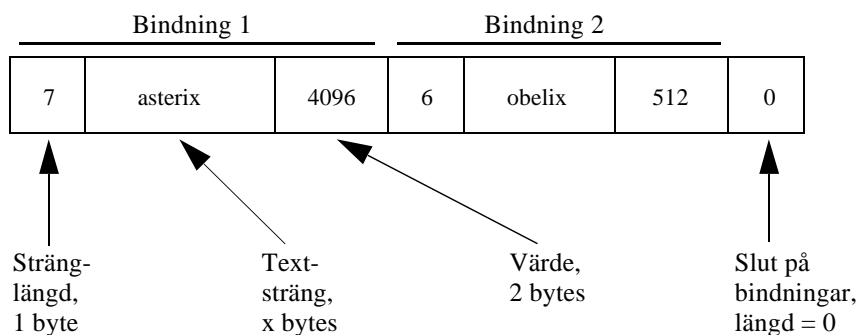 Bindning 1 Bindning 2
7 asterix 4096 6 obelix 512 0
Sträng-
längd,
1 byte
Text-
sträng,
x bytes
Värde,
2 bytes
Slut på
bindningar,
längd = 0